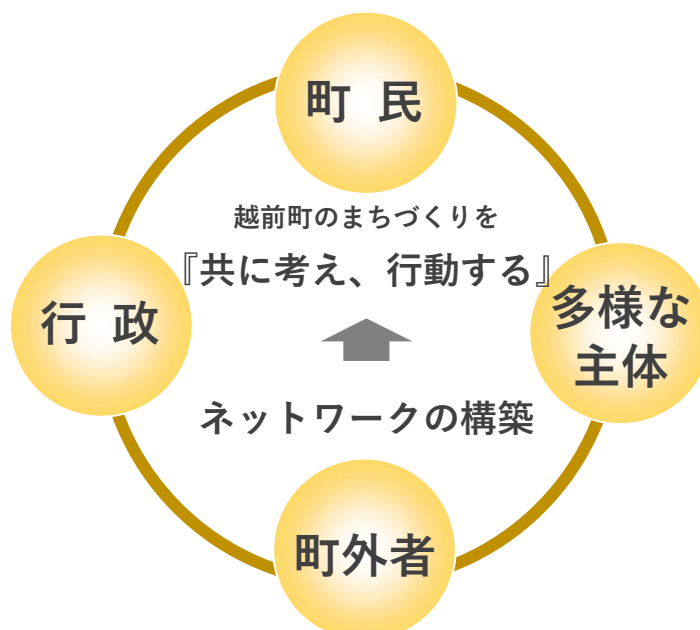 町 民
越前町のまちづくりを
『共に考え、行動する』
行 政
多様な
主体
ネットワークの構築
町外者